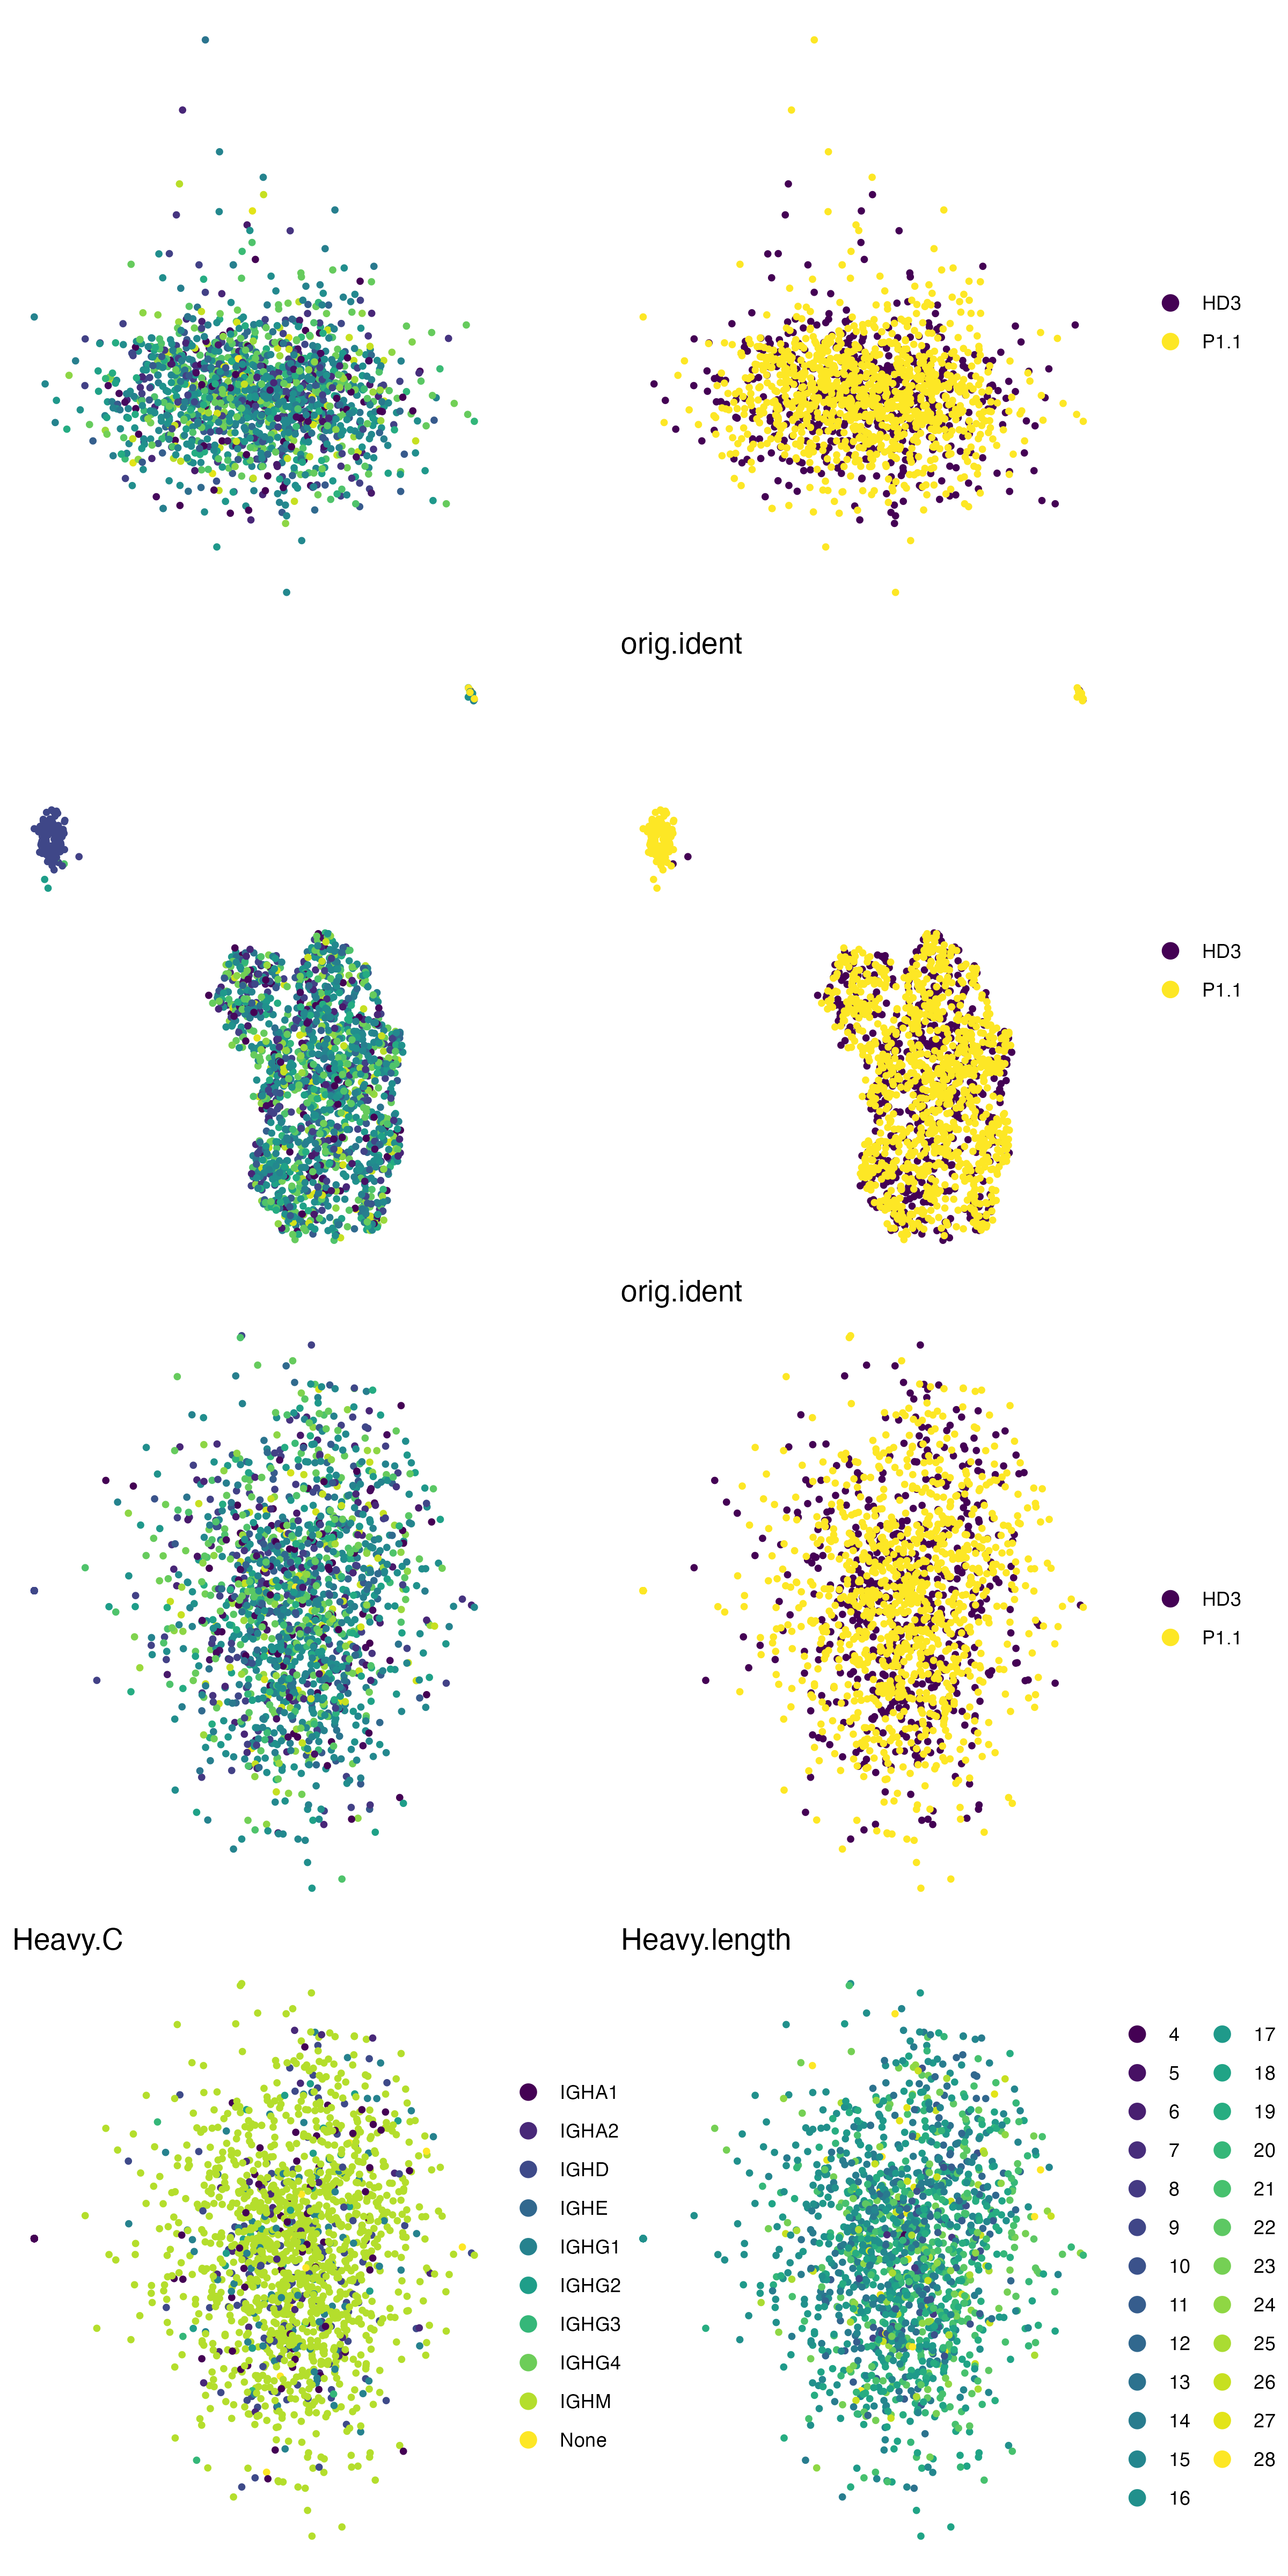 HD3
P1.1
orig.ident
HD3
P1.1
orig.ident
HD3
P1.1
Heavy.C
IGHA1
IGHA2
IGHD
IGHE
IGHG1
IGHG2
IGHG3
IGHG4
IGHM
None
Heavy.length
4 17
5 18
6 19
7 20
8 21
9 22
10 23
11 24
12 25
13 26
14 27
15 28
16